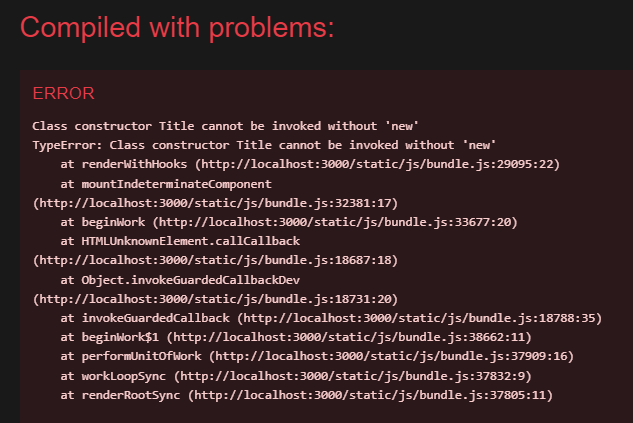 Compiled with problems:
ERROR
Class constructor Title cannot be invoked without 'new'
TypeError: Class constructor Title cannot be invoked without 'new'
    at renderWithHooks (http://localhost:3000/static/js/bundle.js:29095:22)
    at mountIndeterminateComponent
(http://localhost:3000/static/js/bundle.js:32381:17)
    at beginWork (http://localhost:3000/static/js/bundle.js:33677:20)
    at HTMLUnknownElement.callCallback
(http://localhost:3000/static/js/bundle.js:18687:18)
    at Object.invokeGuardedCallbackDev
(http://localhost:3000/static/js/bundle.js:18731:20)
    at invokeGuardedCallback (http://localhost:3000/static/js/bundle.js:18788:35)
    at beginWork$1 (http://localhost:3000/static/js/bundle.js:38662:11)
    at performUnitOfWork (http://localhost:3000/static/js/bundle.js:37909:16)
    at workLoopSync (http://localhost:3000/static/js/bundle.js:37832:9)
    at renderRootSync (http://localhost:3000/static/js/bundle.js:37805:11)